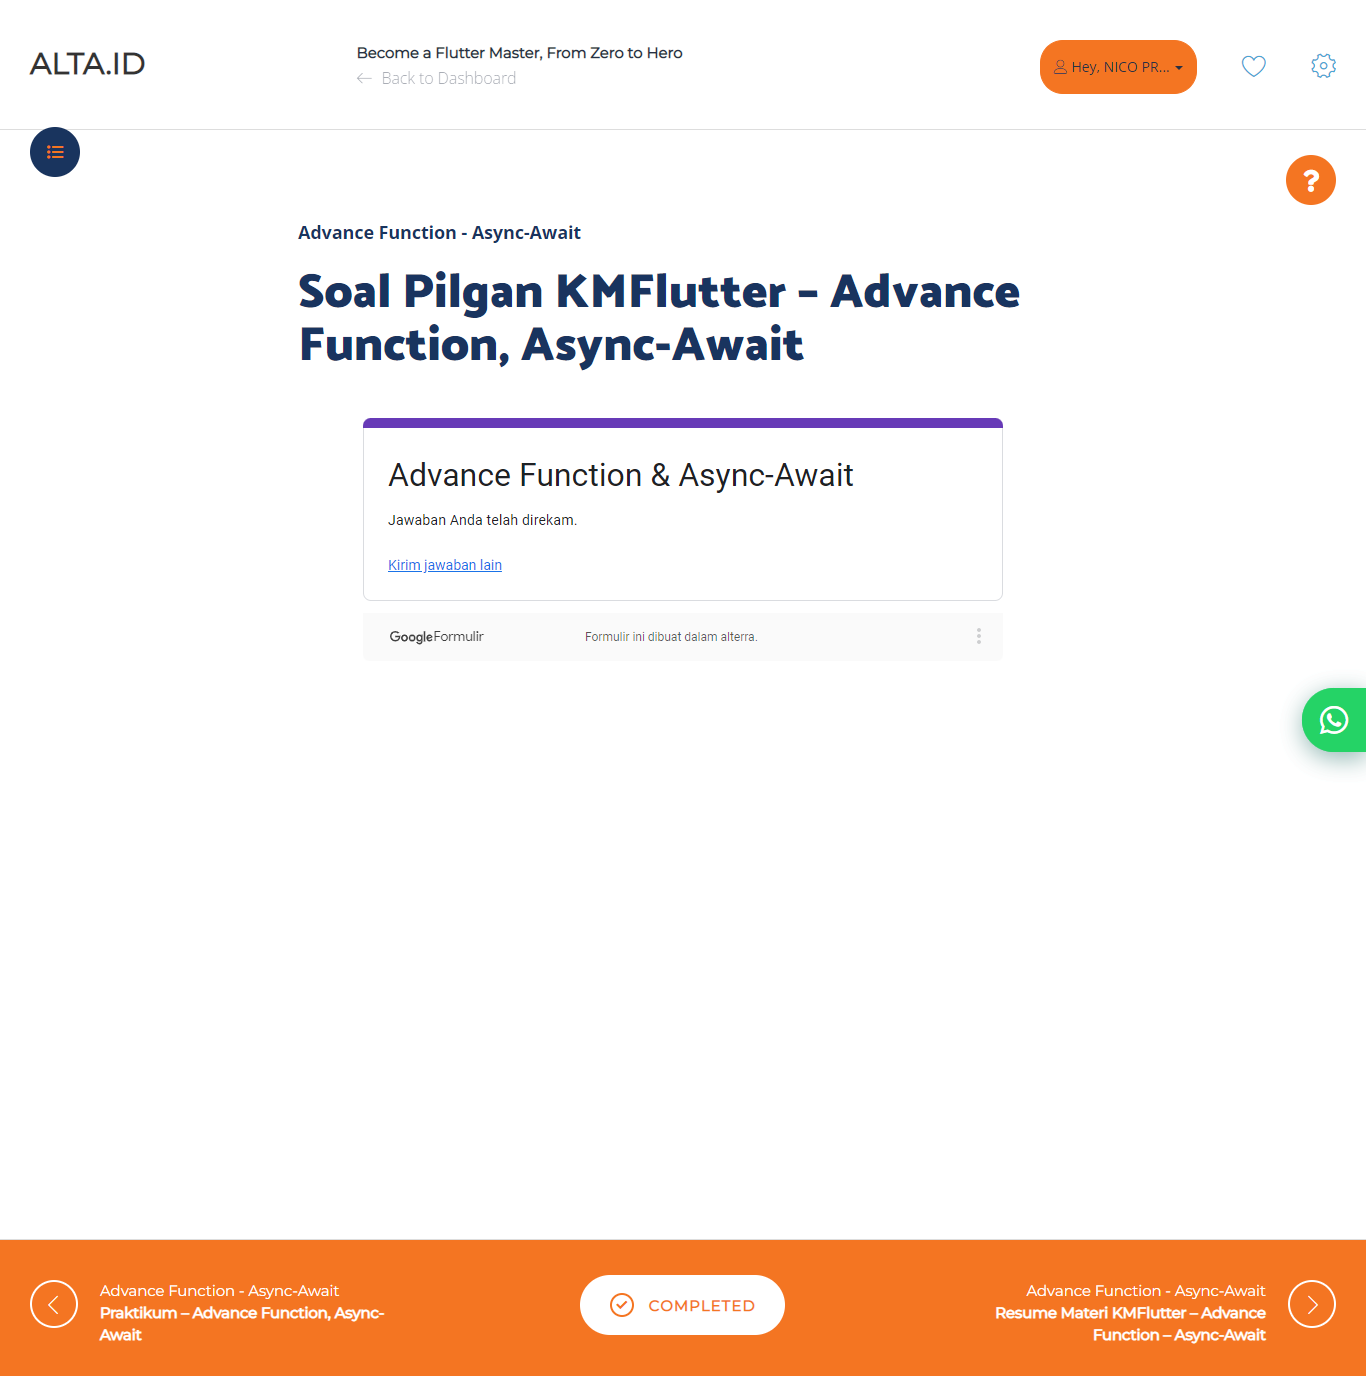 ALTA.ID
Become a Flutter Master, From Zero to Hero
Back to Dashboard
Hey, NICO PR...
?
Advance Function - Async-Await
Soal Pilgan KMFlutter – Advance
Function, Async-Await
Advance Function & Async-Await
Jawaban Anda telah direkam.
Kirim jawaban lain
Google Formulir
Formulir ini dibuat dalam alterra.
Advance Function - Async-Await
Praktikum – Advance Function, Async-
Await
COMPLETED
Advance Function - Async-Await
Resume Materi KMFlutter – Advance
Function – Async-Await